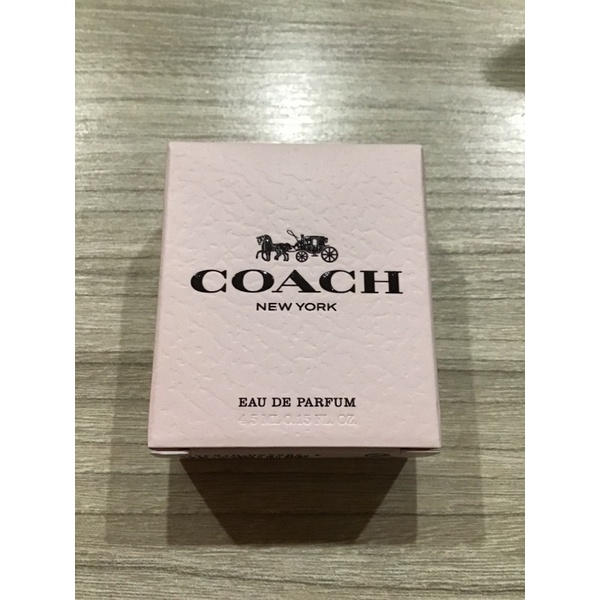 COACH
NEW YORK
EAU DE PARFUM
4.5 ML 0.15 FL. OZ.